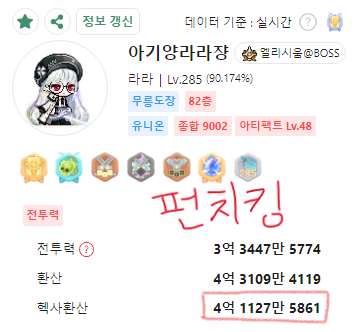 정보 갱신
데이터 기준 : 실시간 ?
아기양라라쟝 엘리시움@BOSS
라라 | Lv.285 (90.174%)
무릉도장 82층
유니온 종합 9002 아티팩트 Lv.48
285
펀치킹
전투력
전투력 ? 3억 3447만 5774
환산 4억 3109만 4119
헥사환산 4억 1127만 5861